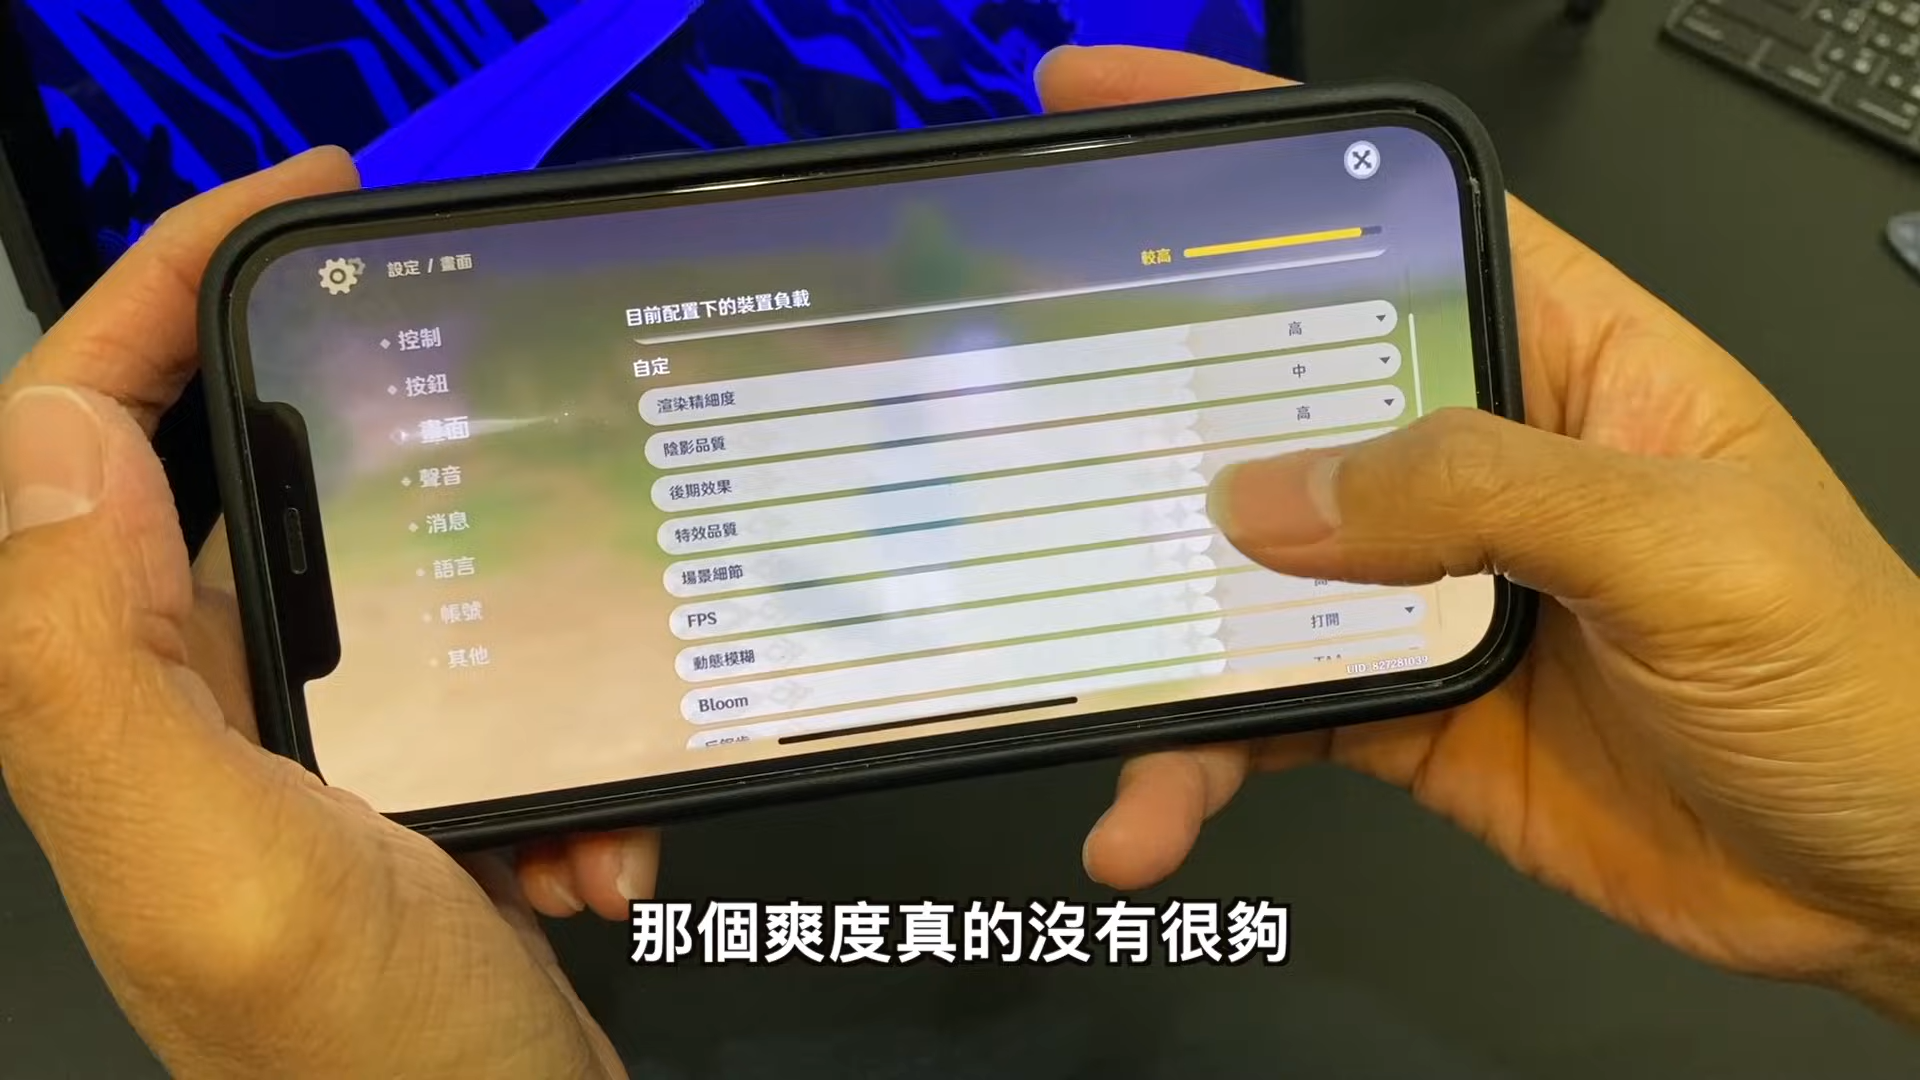 設定 / 畫面
控制
按鈕
畫面
聲音
消息
語言
帳號
其他
目前配置下的裝置負載 較高
自定
渲染精細度 高
陰影品質 中
後期效果 高
特效品質
場景細節
FPS
動態模糊
Bloom 打開
UID: 827281039
那個爽度真的沒有很夠